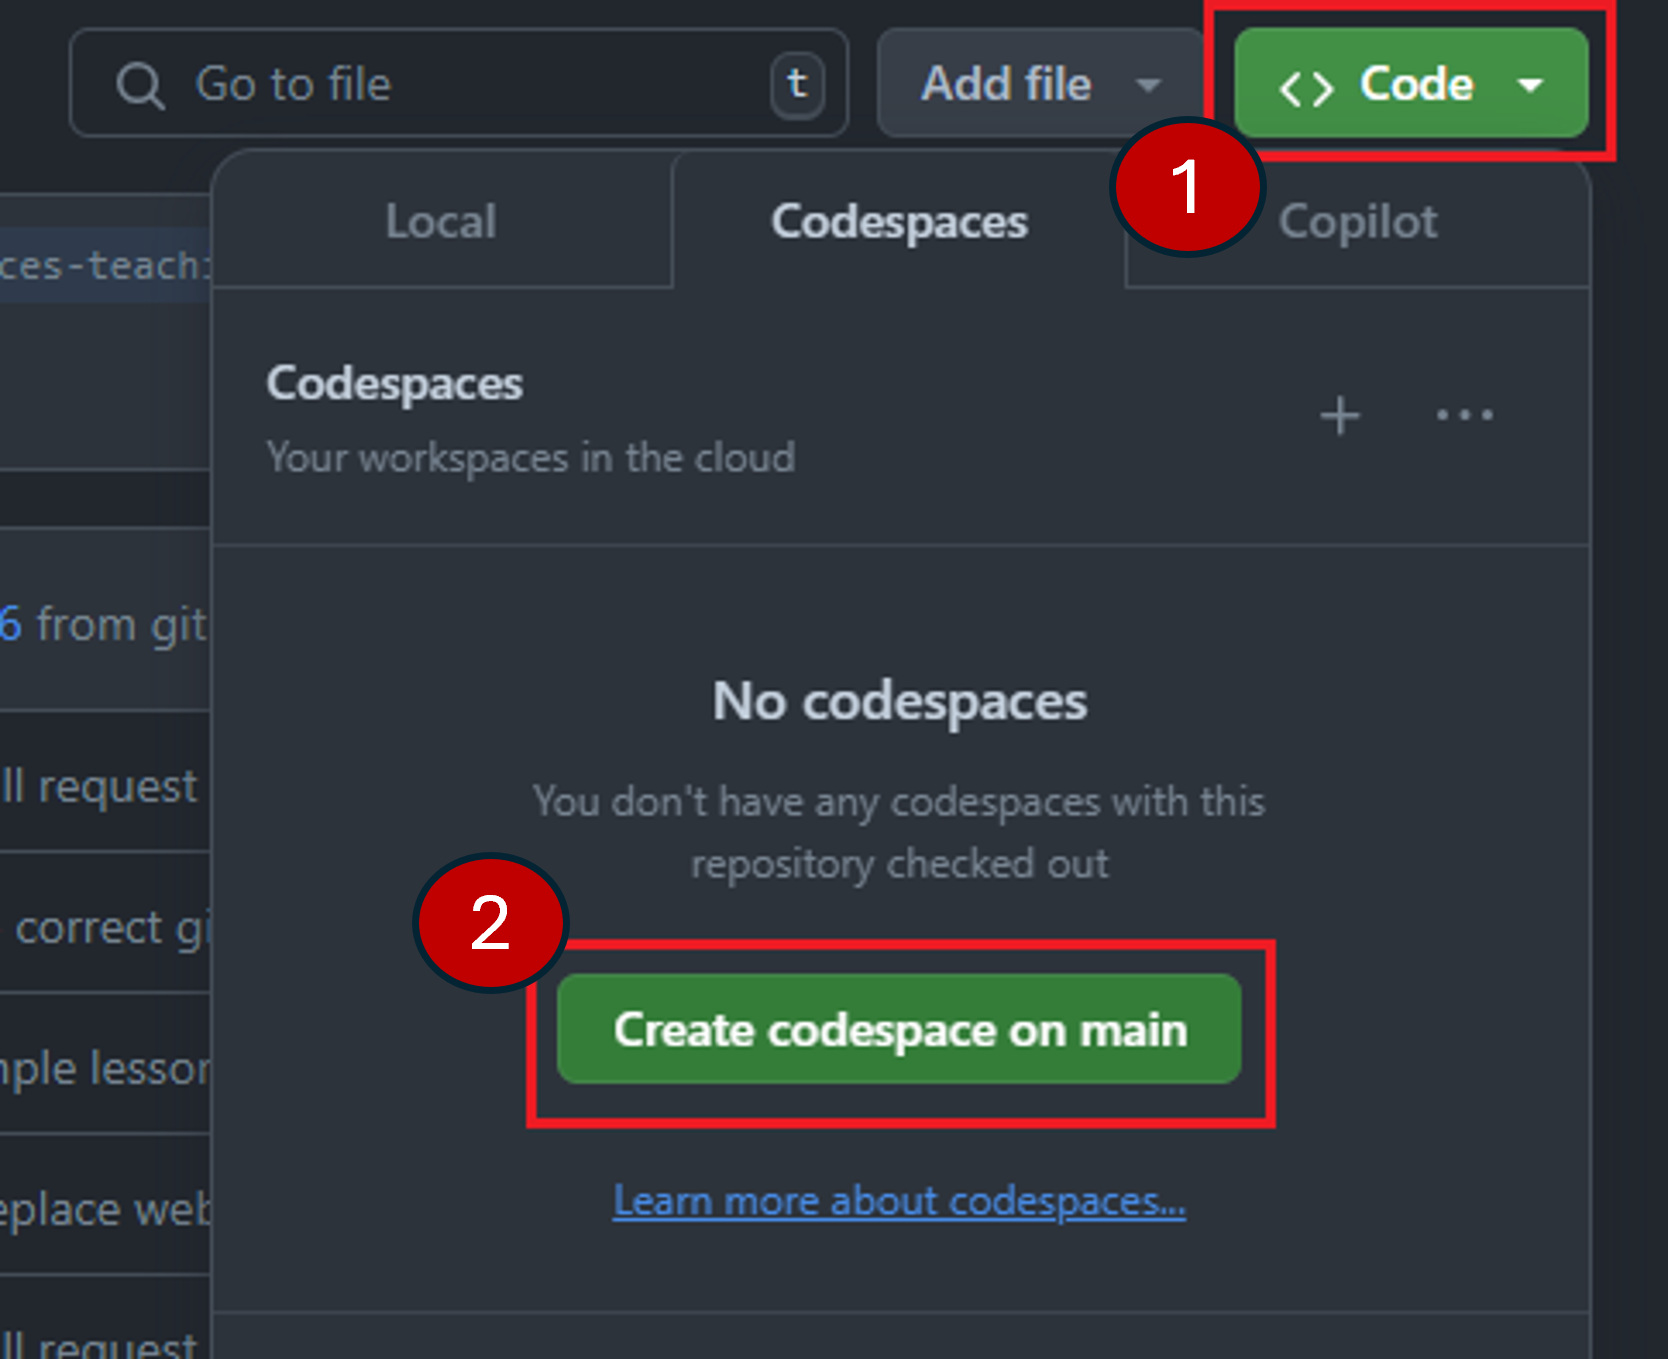 Go to file
t
Add file
Code
1
Local
Codespaces
Copilot
ces-teach
Codespaces
Your workspaces in the cloud
6 from git
No codespaces
ll request
You don't have any codespaces with this
repository checked out
2
correct gi
Create codespace on main
mple lesson
Learn more about codespaces...
eplace web
ll request